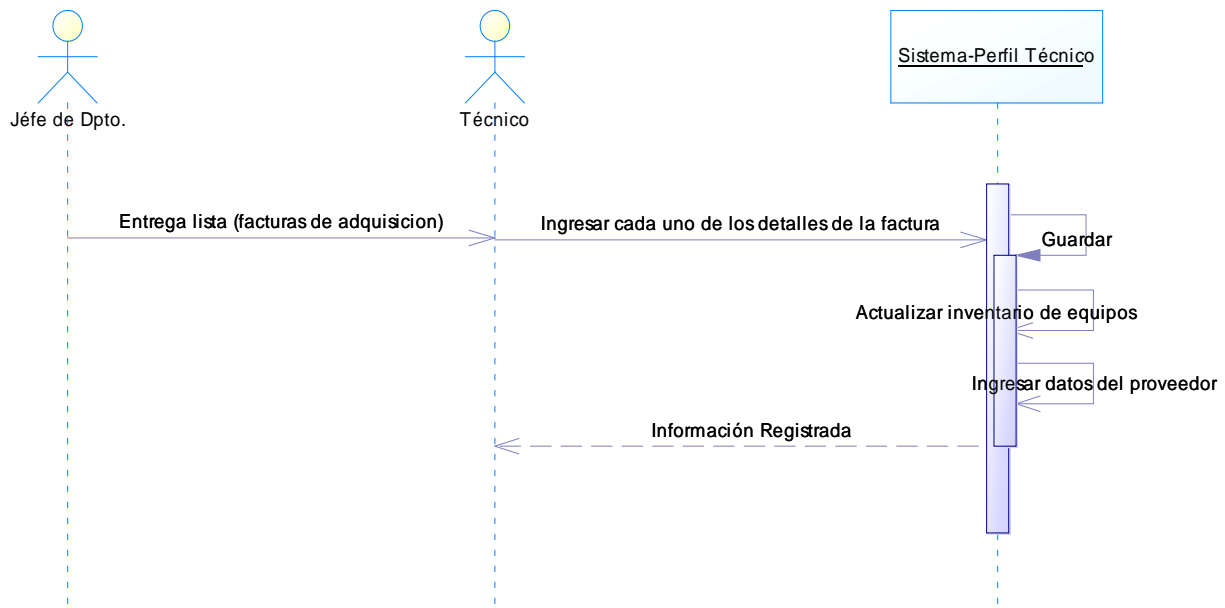 Sistema-Perfil Técnico
Jéfe de Dpto.
Técnico
Entrega lista (facturas de adquisicion)
Ingresar cada uno de los detalles de la factura
Guardar
Actualizar inventario de equipos
Ingresar datos del proveedor
Información Registrada